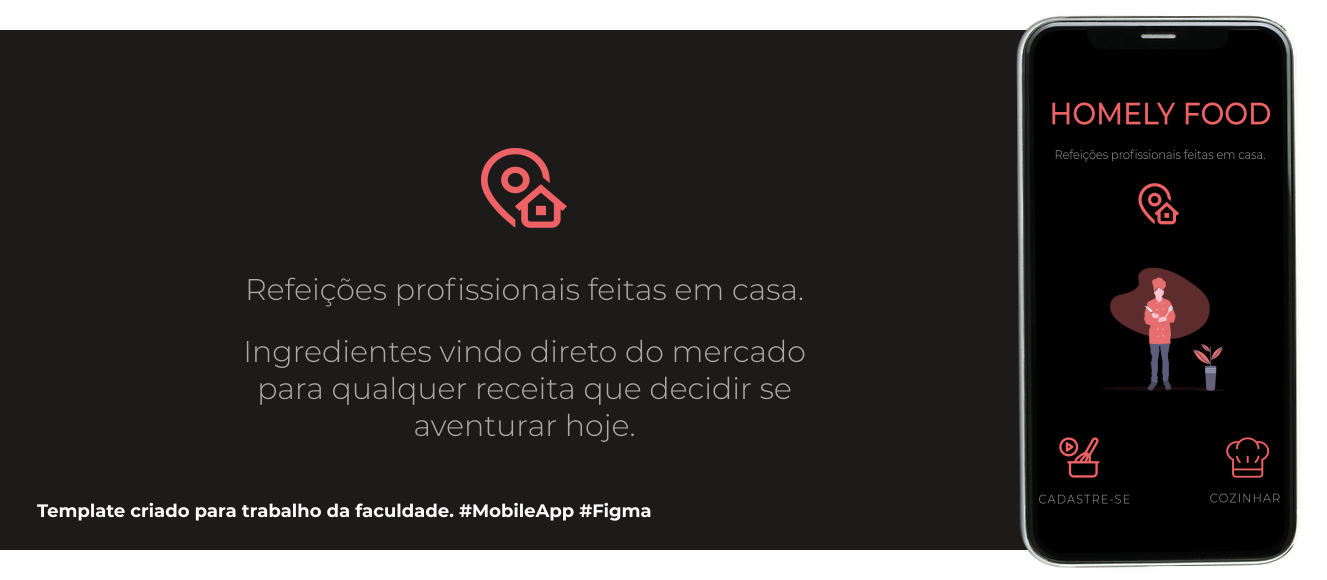 Refeições profissionais feitas em casa.
Ingredientes vindo direto do mercado
para qualquer receita que decidir se
aventurar hoje.
Template criado para trabalho da faculdade. #MobileApp #Figma
HOMELY FOOD
Refeições profissionais feitas em casa.
CADASTRE-SE
COZINHAR